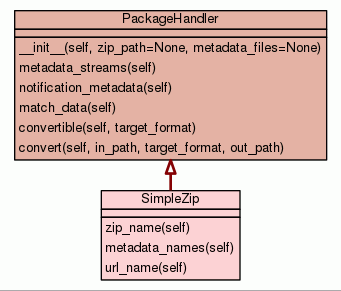 PackageHandler
__init__(self, zip_path=None, metadata_files=None)
metadata_streams(self)
notification_metadata(self)
match_data(self)
convertible(self, target_format)
convert(self, in_path, target_format, out_path)
SimpleZip
zip_name(self)
metadata_names(self)
url_name(self)